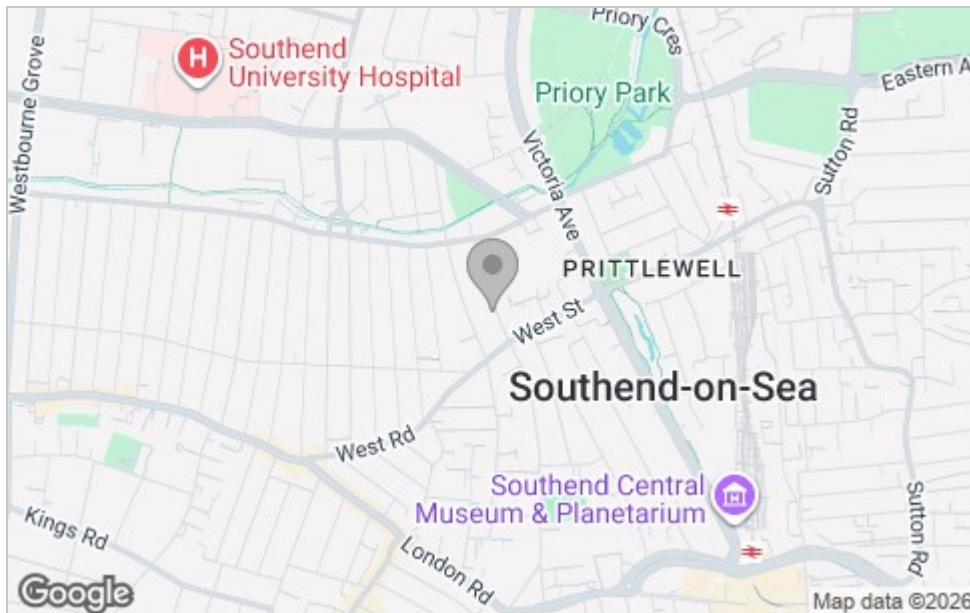 Westbourne Grove
H
Southend
University Hospital
Priory Cres
Priory Park
Eastern A
Victoria Ave
Sutton Rd
PRITTLEWELL
West St
Southend-on-Sea
West Rd
Southend Central
Museum & Planetarium
Kings Rd
London Rd
Sutton Rd
Google
Map data ©2026